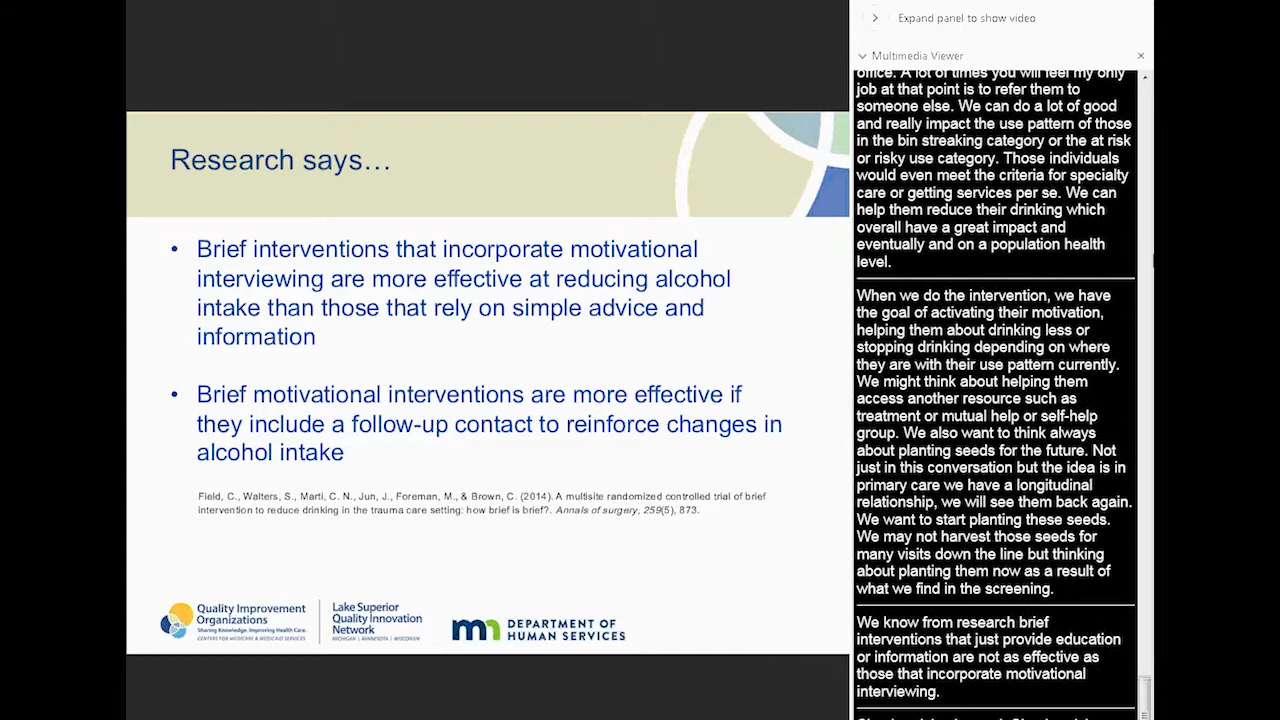 Research says…
• Brief interventions that incorporate motivational
interviewing are more effective at reducing alcohol
intake than those that rely on simple advice and
information
• Brief motivational interventions are more effective if
they include a follow-up contact to reinforce changes in
alcohol intake
Field, C., Walters, S., Marti, C. N., Jun, J., Foreman, M., & Brown, C. (2014). A multisite randomized controlled trial of brief
intervention to reduce drinking in the trauma care setting: how brief is brief?. Annals of surgery, 259(5), 873.
Quality Improvement
Organizations
Sharing Knowledge. Improving Health Care.
CENTERS FOR MEDICARE & MEDICAID SERVICES
Lake Superior
Quality Innovation
Network
MICHIGAN | MINNESOTA | WISCONSIN
DEPARTMENT OF
HUMAN SERVICES
Expand panel to show video
Multimedia Viewer
office. A lot of times you will feel my only
job at that point is to refer them to
someone else. We can do a lot of good
and really impact the use pattern of those
in the bin streaking category or the at risk
or risky use category. Those individuals
would even meet the criteria for specialty
care or getting services per se. We can
help them reduce their drinking which
overall have a great impact and
eventually and on a population health
level.
When we do the intervention, we have
the goal of activating their motivation,
helping them about drinking less or
stopping drinking depending on where
they are with their use pattern currently.
We might think about helping them
access another resource such as
treatment or mutual help or self-help
group. We also want to think always
about planting seeds for the future. Not
just in this conversation but the idea is in
primary care we have a longitudinal
relationship, we will see them back again.
We want to start planting these seeds.
We may not harvest those seeds for
many visits down the line but thinking
about planting them now as a result of
what we find in the screening.
We know from research brief
interventions that just provide education
or information are not as effective as
those that incorporate motivational
interviewing.